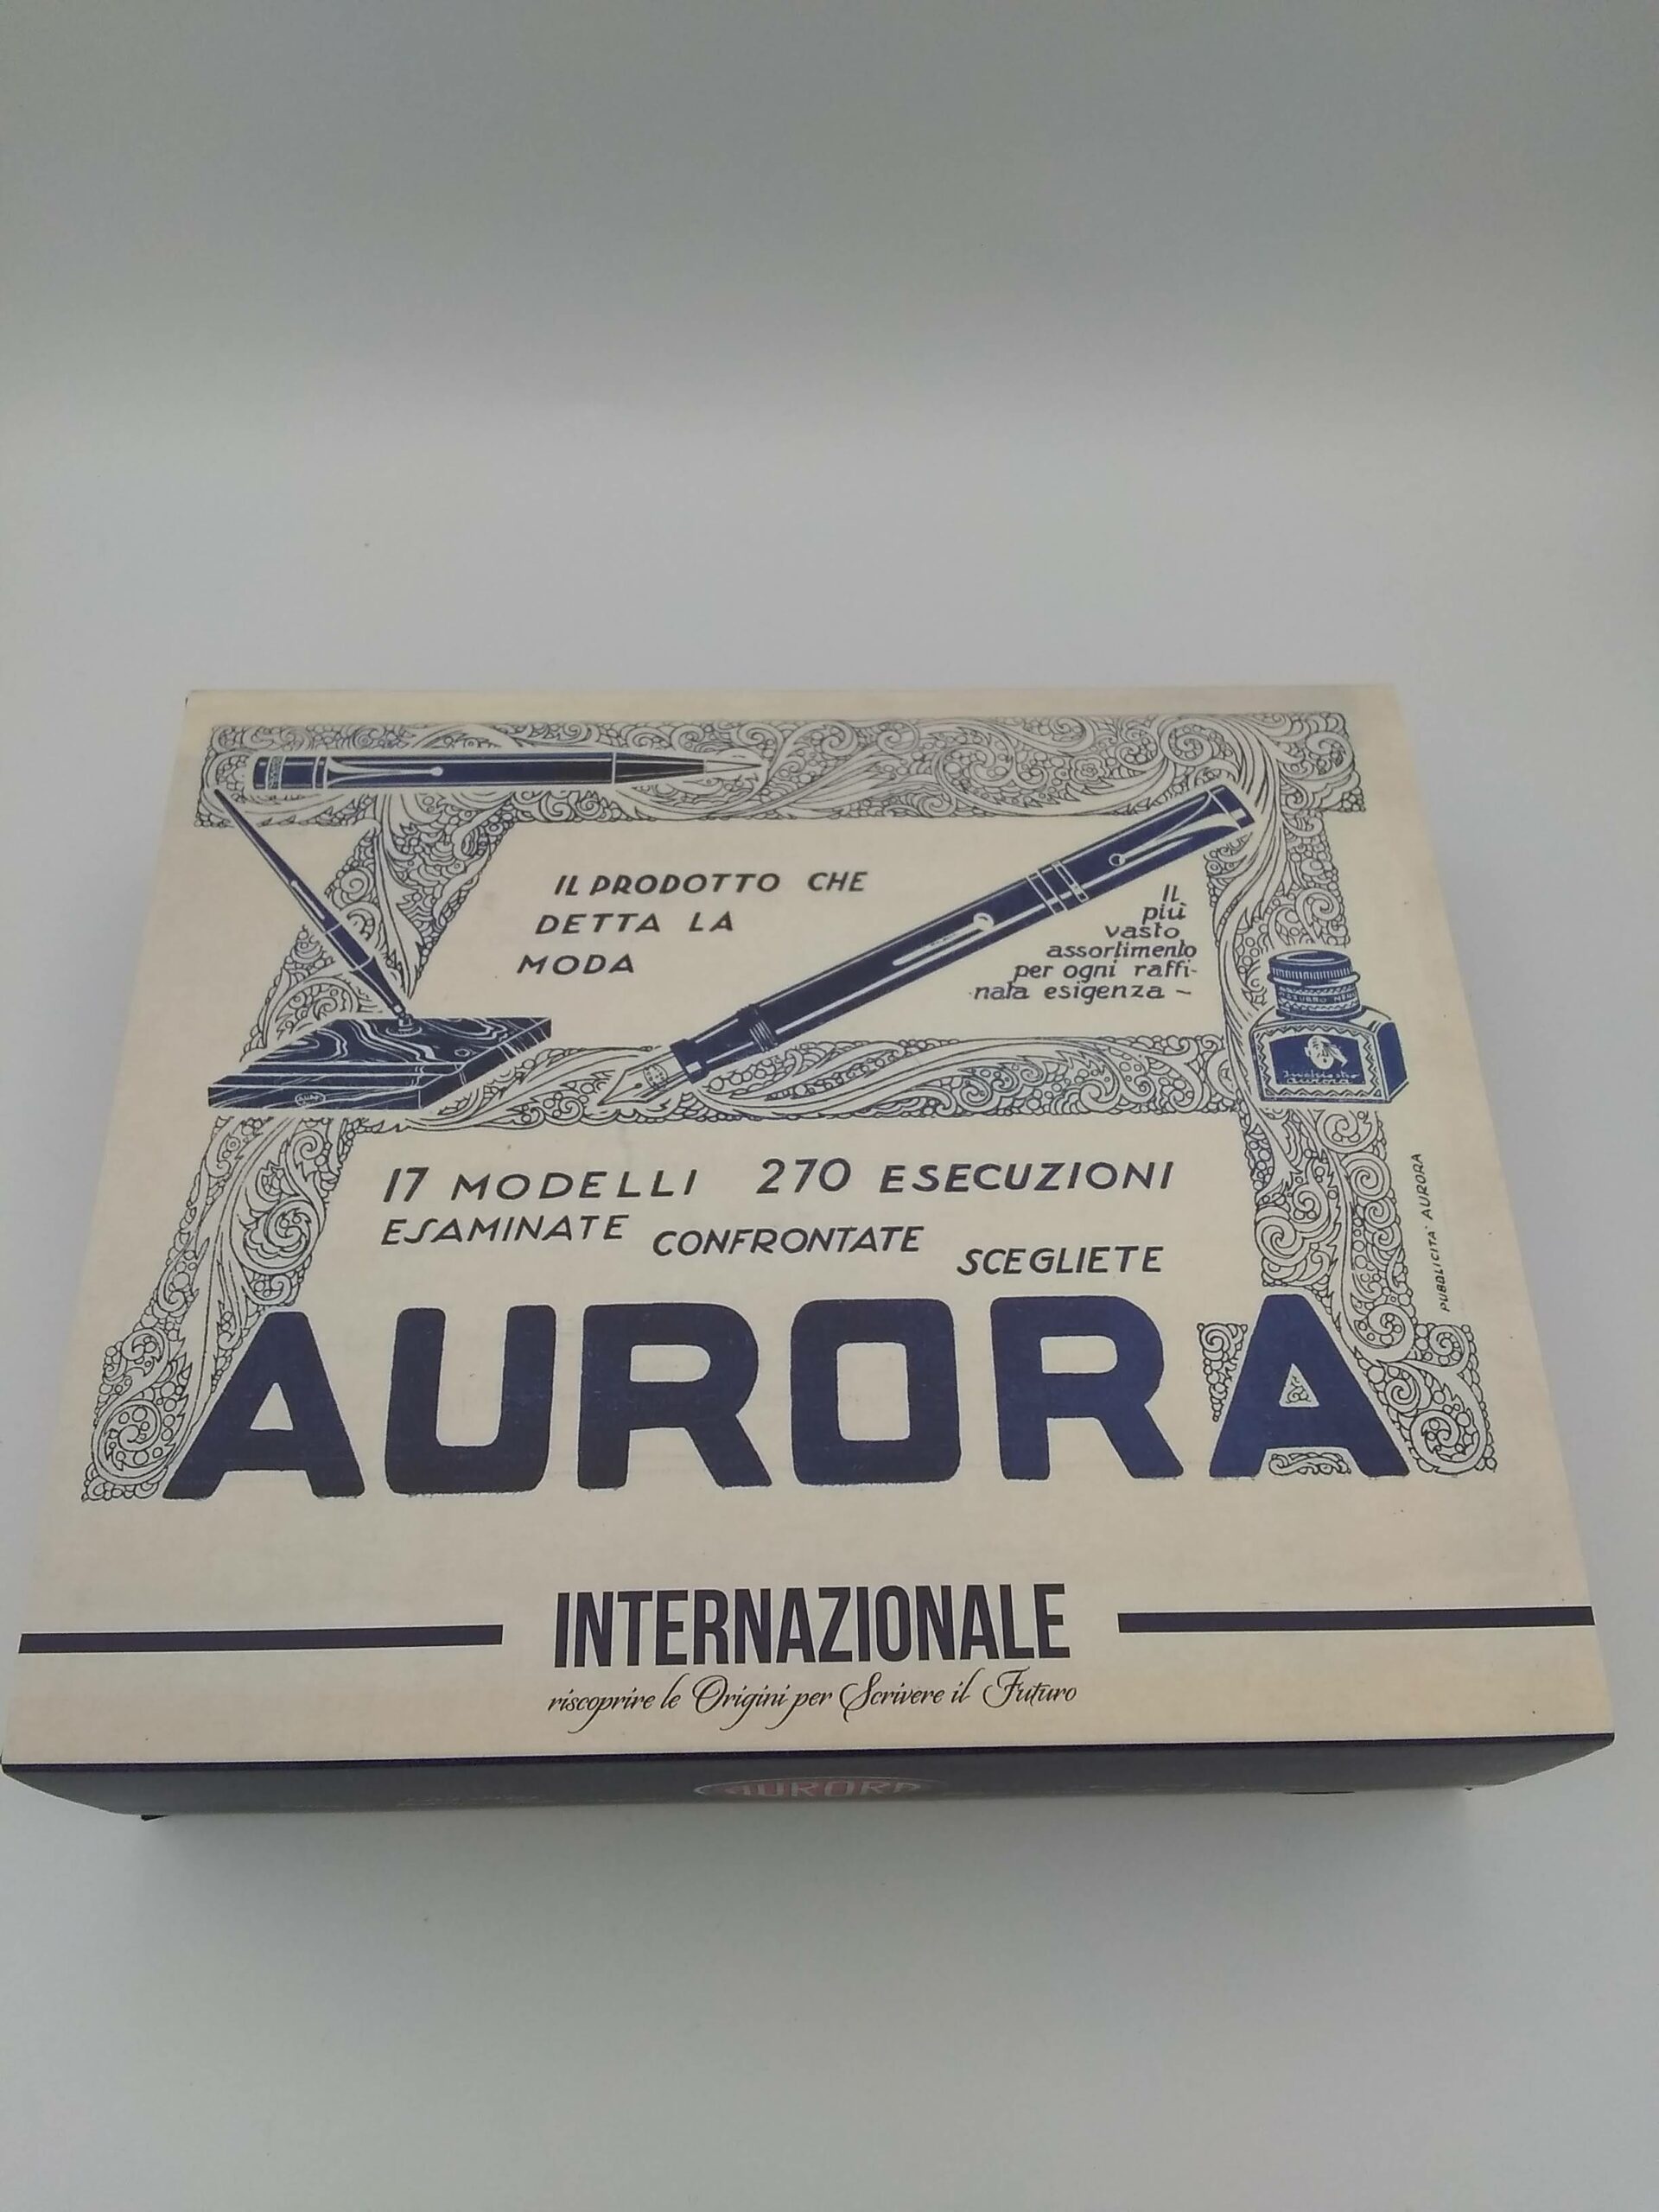 IL PRODOTTO CHE
DETTA LA
MODA
Il
più
vasto
assortimento
per ogni raffi-
nata esigenza –
17 MODELLI 270 ESECUZIONI
ESAMINATE CONFRONTATE SCEGLIETE
PUBBLICITA' AURORA
AURORA
INTERNAZIONALE
riscoprire le Origini per Scrivere il Futuro
AURORA